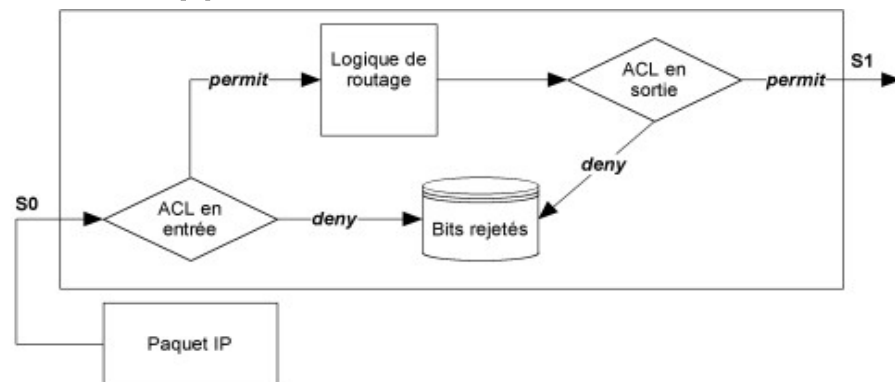 Logique de
routage
permit
ACL en
sortie
S1
permit
deny
S0
ACL en
entrée
deny
Bits rejetés
Paquet IP